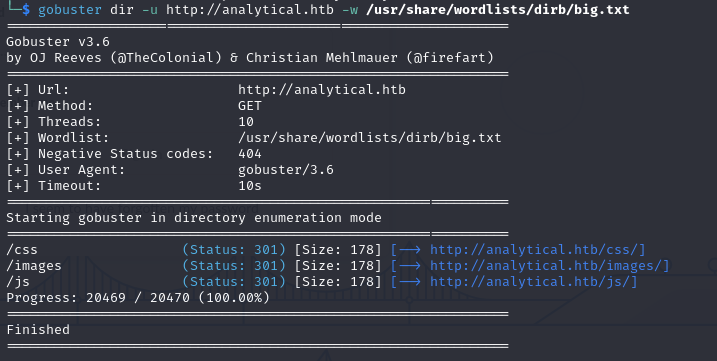 └─$ gobuster dir -u http://analytical.htb -w /usr/share/wordlists/dirb/big.txt
===============================================================
Gobuster v3.6
by OJ Reeves (@TheColonial) & Christian Mehlmauer (@firefart)
===============================================================
[+] Url:                     http://analytical.htb
[+] Method:                  GET
[+] Threads:                 10
[+] Wordlist:                /usr/share/wordlists/dirb/big.txt
[+] Negative Status codes:   404
[+] User Agent:              gobuster/3.6
[+] Timeout:                 10s
===============================================================
Starting gobuster in directory enumeration mode
===============================================================
/css                  (Status: 301) [Size: 178] [--> http://analytical.htb/css/]
/images               (Status: 301) [Size: 178] [--> http://analytical.htb/images/]
/js                   (Status: 301) [Size: 178] [--> http://analytical.htb/js/]
Progress: 20469 / 20470 (100.00%)
===============================================================
Finished
===============================================================